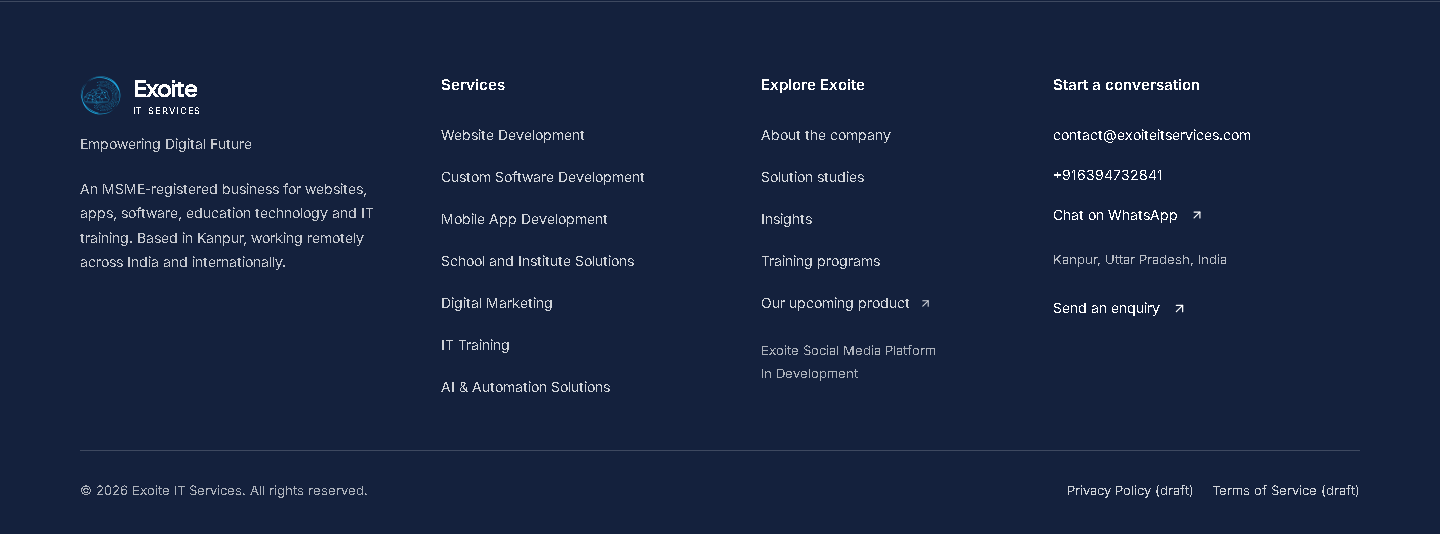 Exoite
IT SERVICES
Empowering Digital Future
An MSME-registered business for websites,
apps, software, education technology and IT
training. Based in Kanpur, working remotely
across India and internationally.
Services
Website Development
Custom Software Development
Mobile App Development
School and Institute Solutions
Digital Marketing
IT Training
AI & Automation Solutions
Explore Exoite
About the company
Solution studies
Insights
Training programs
Our upcoming product ↗
Exoite Social Media Platform
In Development
Start a conversation
contact@exoiteitservices.com
+916394732841
Chat on WhatsApp ↗
Kanpur, Uttar Pradesh, India
Send an enquiry ↗
© 2026 Exoite IT Services. All rights reserved.
Privacy Policy (draft) Terms of Service (draft)